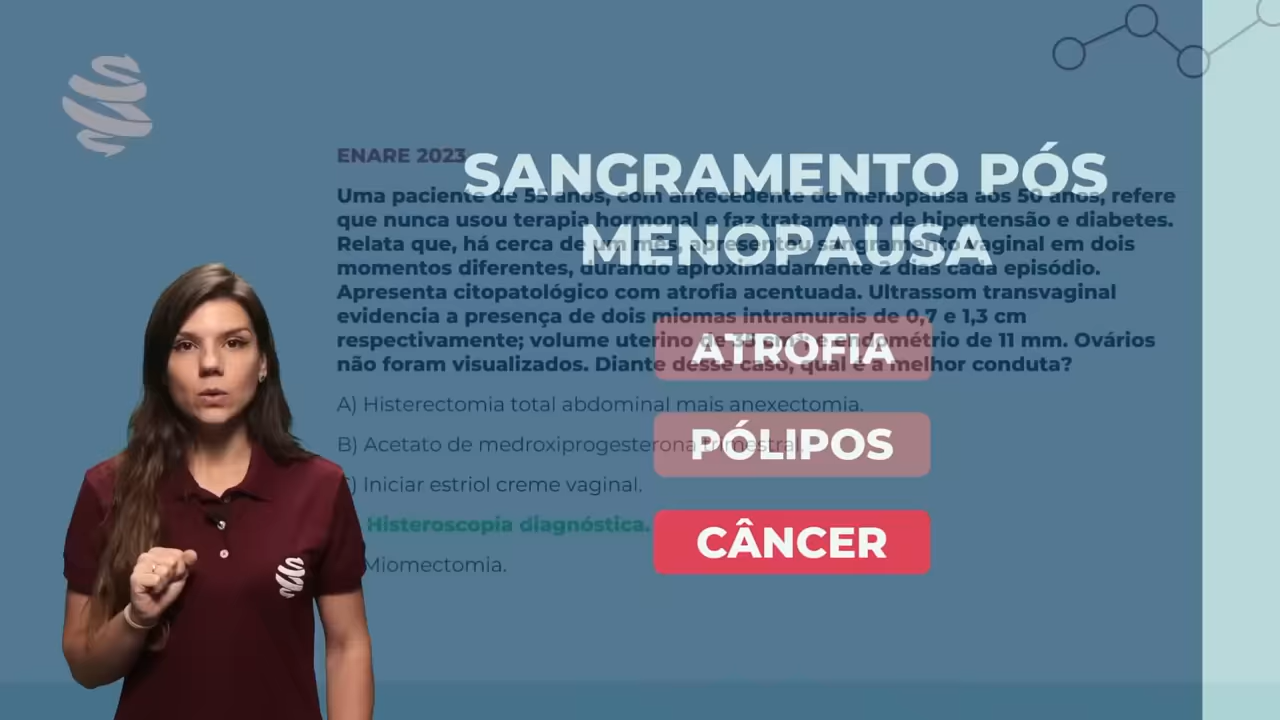 ENARE 2023
SANGRAMENTO PÓS
MENOPAUSA
Uma paciente de 55 anos, com antecedente de menopausa aos 50 anos, refere
que nunca usou terapia hormonal e faz tratamento de hipertensão e diabetes.
Relata que, há cerca de um mês, apresentou sangramento vaginal em dois
momentos diferentes, durando aproximadamente 2 dias cada episódio.
Apresenta citopatológico com atrofia acentuada. Ultrassom transvaginal
evidencia a presença de dois miomas intramurais de 0,7 e 1,3 cm
respectivamente; volume uterino de endométrio de 11 mm. Ovários
não foram visualizados. Diante desse caso, qual é a melhor conduta?
ATROFIA
A) Histerectomia total abdominal mais anexectomia.
B) Acetato de medroxiprogesterona trimestral.
PÓLIPOS
) Iniciar estriol creme vaginal.
Histeroscopia diagnóstica.
CÂNCER
Miomectomia.